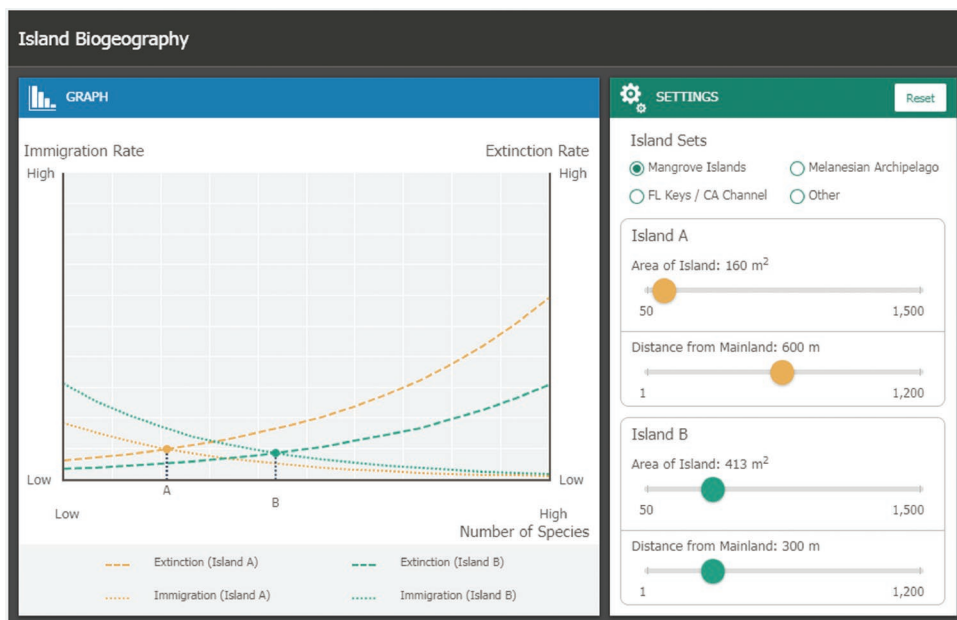 Island Biogeography
GRAPH
Immigration Rate
Extinction Rate
High
High
Low
Low
A
B
Low
High
Number of Species
Extinction (Island A)
Extinction (Island B)
Immigration (Island A)
Immigration (Island B)
SETTINGS
Reset
Island Sets
Mangrove Islands
Melanesian Archipelago
FL Keys / CA Channel
Other
Island A
Area of Island: 160 m²
50
1,500
Distance from Mainland: 600 m
1
1,200
Island B
Area of Island: 413 m²
50
1,500
Distance from Mainland: 300 m
1
1,200